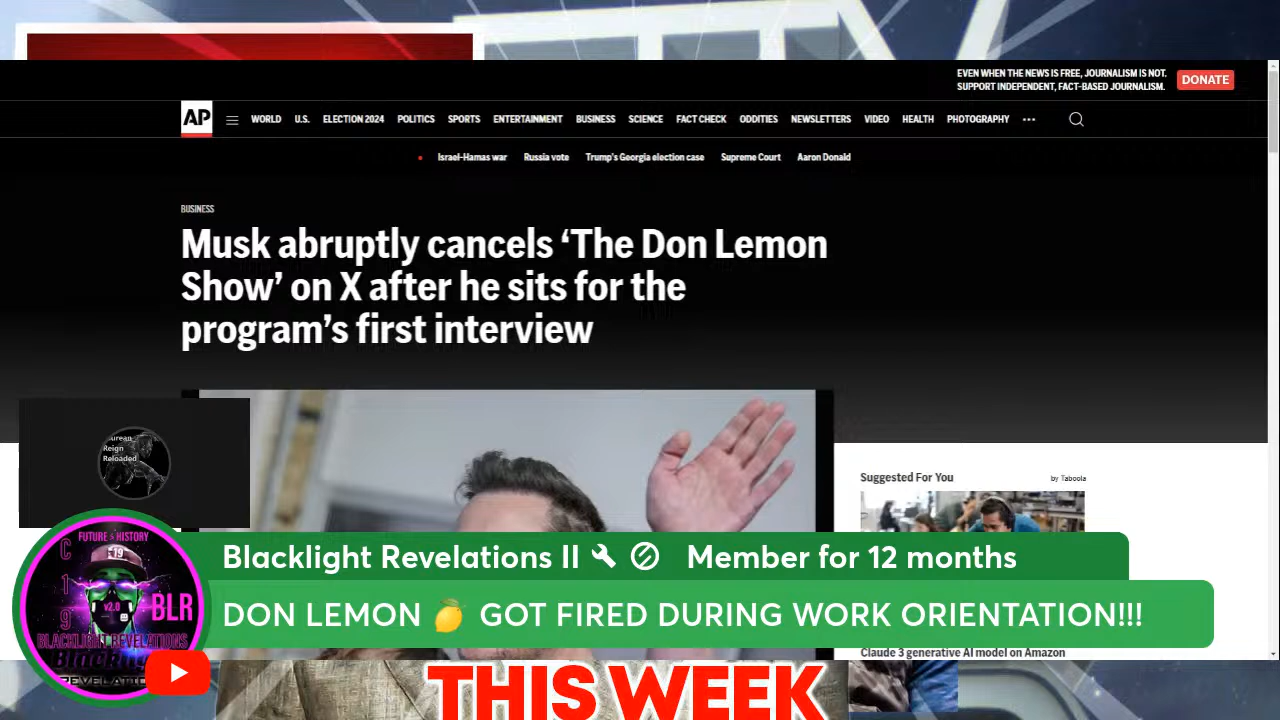 EVEN WHEN THE NEWS IS FREE, JOURNALISM IS NOT.
SUPPORT INDEPENDENT, FACT-BASED JOURNALISM.
DONATE
AP
WORLD U.S. ELECTION 2024 POLITICS SPORTS ENTERTAINMENT BUSINESS SCIENCE FACT CHECK ODDITIES NEWSLETTERS VIDEO HEALTH PHOTOGRAPHY
Israel-Hamas war Russia vote Trump's Georgia election case Supreme Court Aaron Donald
BUSINESS
Musk abruptly cancels ‘The Don Lemon
Show’ on X after he sits for the
program’s first interview
Reign
Reloaded
Suggested For You
by Taboola
FUTURE & HISTORY
C19
19
v2.0
BLR
BLACKLIGHT REVELATIONS
Blacklight Revelations II Member for 12 months
DON LEMON 🍋 GOT FIRED DURING WORK ORIENTATION!!!
Claude 3 generative AI model on Amazon
THIS WEEK